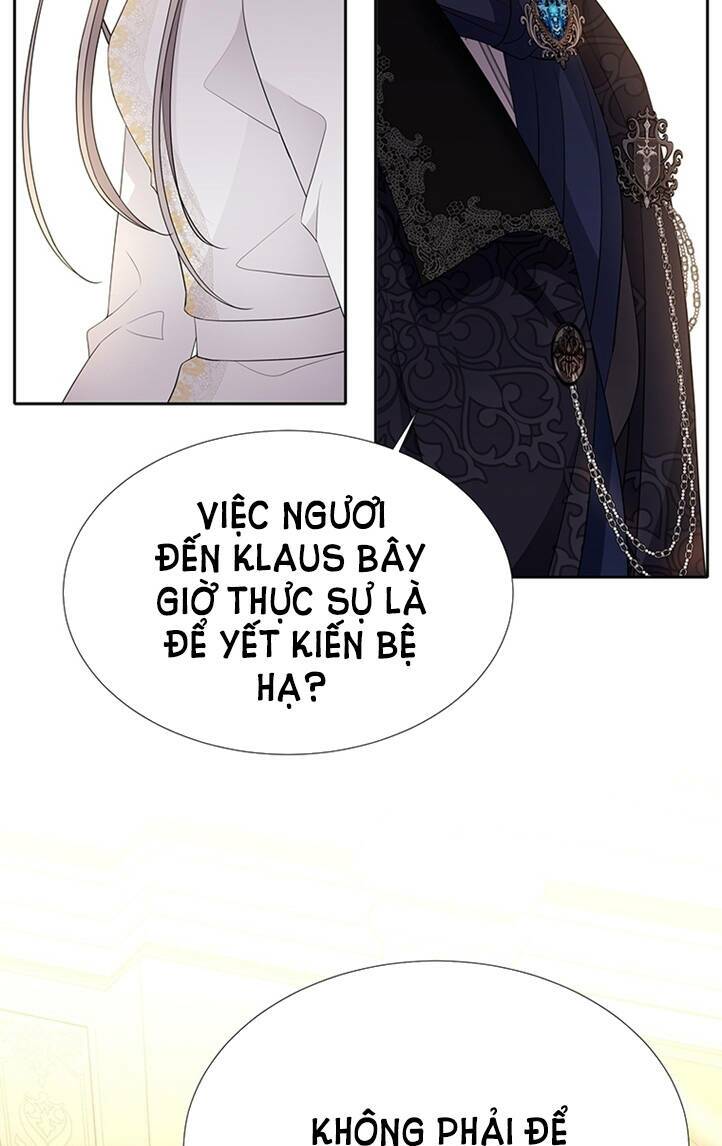 VIỆC NGƯƠI
ĐẾN KLAUS BÂY
GIỜ THỰC SỰ LÀ
ĐỂ YẾT KIẾN BỆ
HẠ?
KHÔNG PHẢI ĐỂ